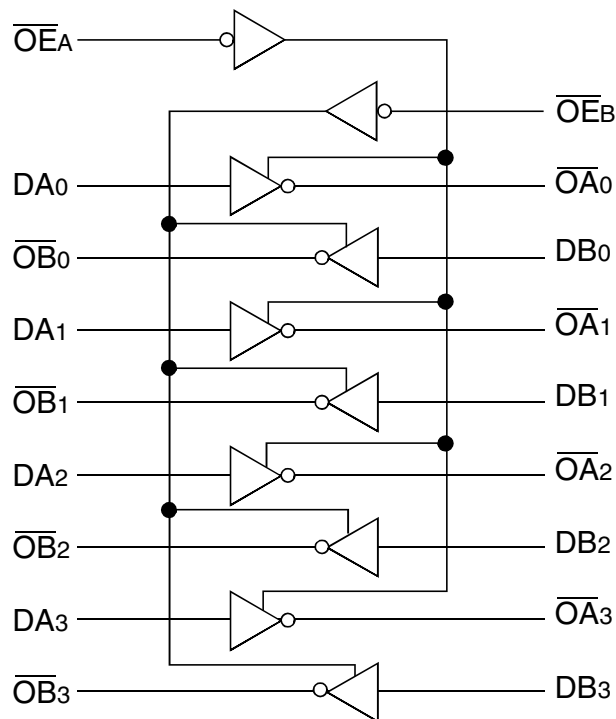 OEA
OEB
DA0 OA0
OB0 DB0
DA1 OA1
OB1 DB1
DA2 OA2
OB2 DB2
DA3 OA3
OB3 DB3